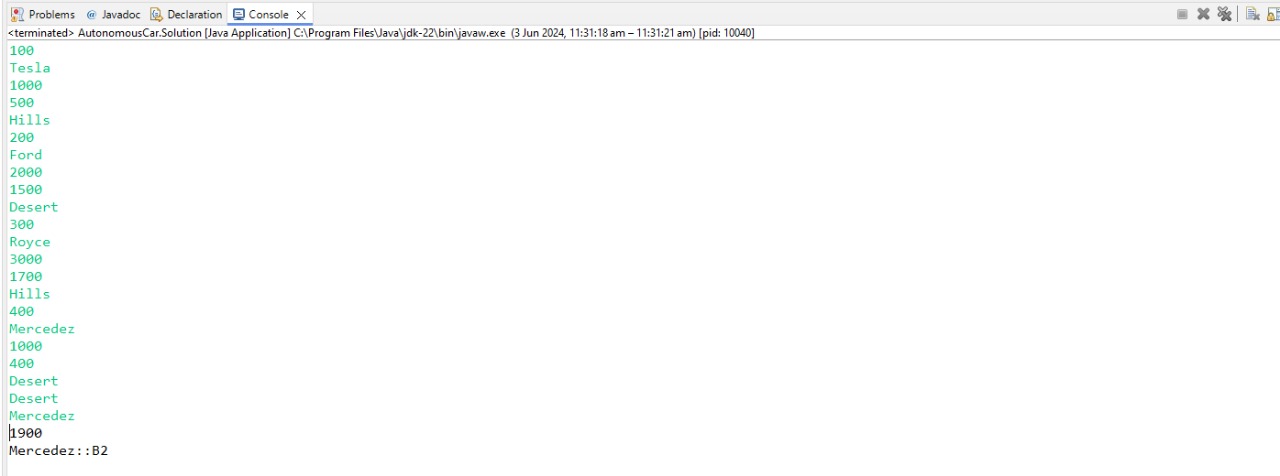 Problems @ Javadoc Declaration Console
<terminated> AutonomousCar.Solution [Java Application] C:\Program Files\Java\jdk-22\bin\javaw.exe (3 Jun 2024, 11:31:18 am – 11:31:21 am) [pid: 10040]
100
Tesla
1000
500
Hills
200
Ford
2000
1500
Desert
300
Royce
3000
1700
Hills
400
Mercedez
1000
400
Desert
Desert
Mercedez
1900
Mercedez::B2